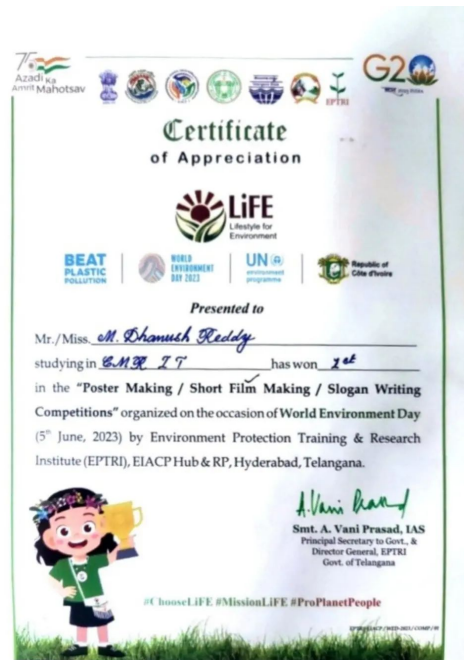 75
Azadi Ka
Amrit Mahotsav
G20
EPTRI
Certificate
of Appreciation
LiFE
Lifestyle for
Environment
BEAT
PLASTIC
POLLUTION
WORLD
ENVIRONMENT
DAY 2023
UN
environment
programme
Republic of
Côte d'Ivoire
Presented to
Mr./Miss. M. Dhanush Reddy
studying in CMR IT has won 1st
in the "Poster Making / Short Film Making / Slogan Writing
Competitions" organized on the occasion of World Environment Day
(5th June, 2023) by Environment Protection Training & Research
Institute (EPTRI), EIACP Hub & RP, Hyderabad, Telangana.
A. Vani Prasad
Smt. A. Vani Prasad, IAS
Principal Secretary to Govt., &
Director General, EPTRI
Govt. of Telangana
#ChooseLiFE #MissionLiFE #ProPlanetPeople